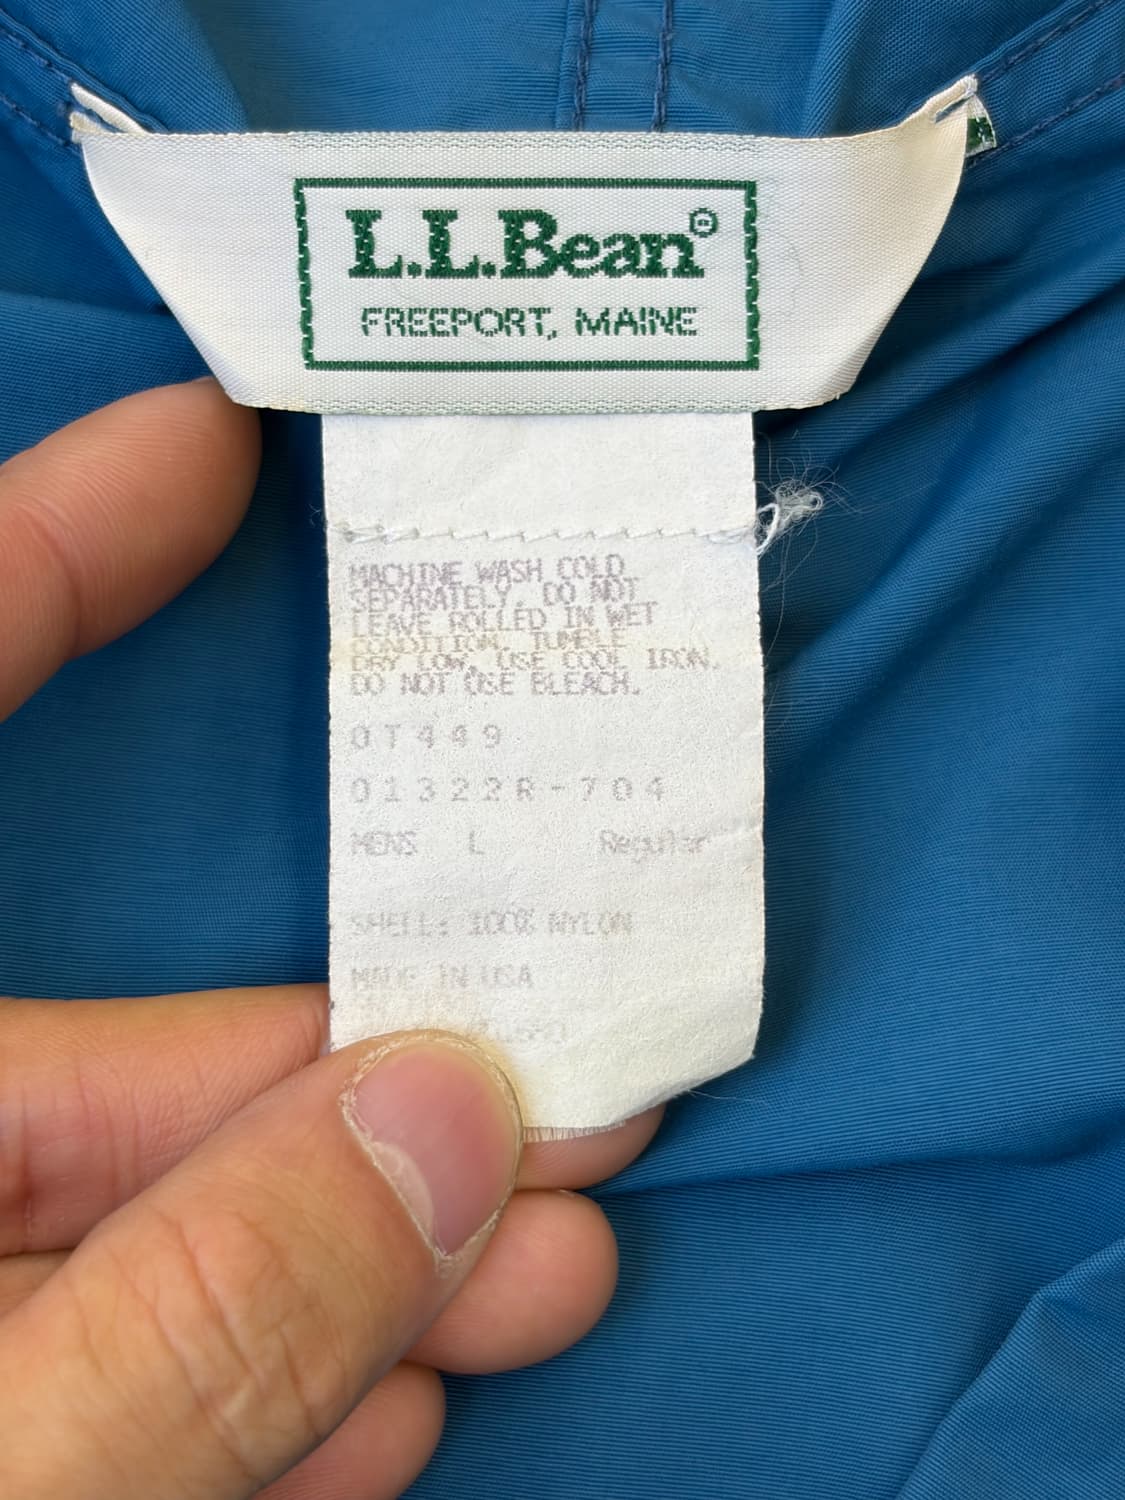 L.L.Bean®
FREEPORT, MAINE
MACHINE WASH COLD
SEPARATELY. DO NOT
LEAVE ROLLED IN WET
CONDITION. TUMBLE
DRY LOW. USE COOL IRON.
DO NOT USE BLEACH.
0T449
01322R-704
MENS L Regular
SHELL: 100% NYLON
MADE IN USA